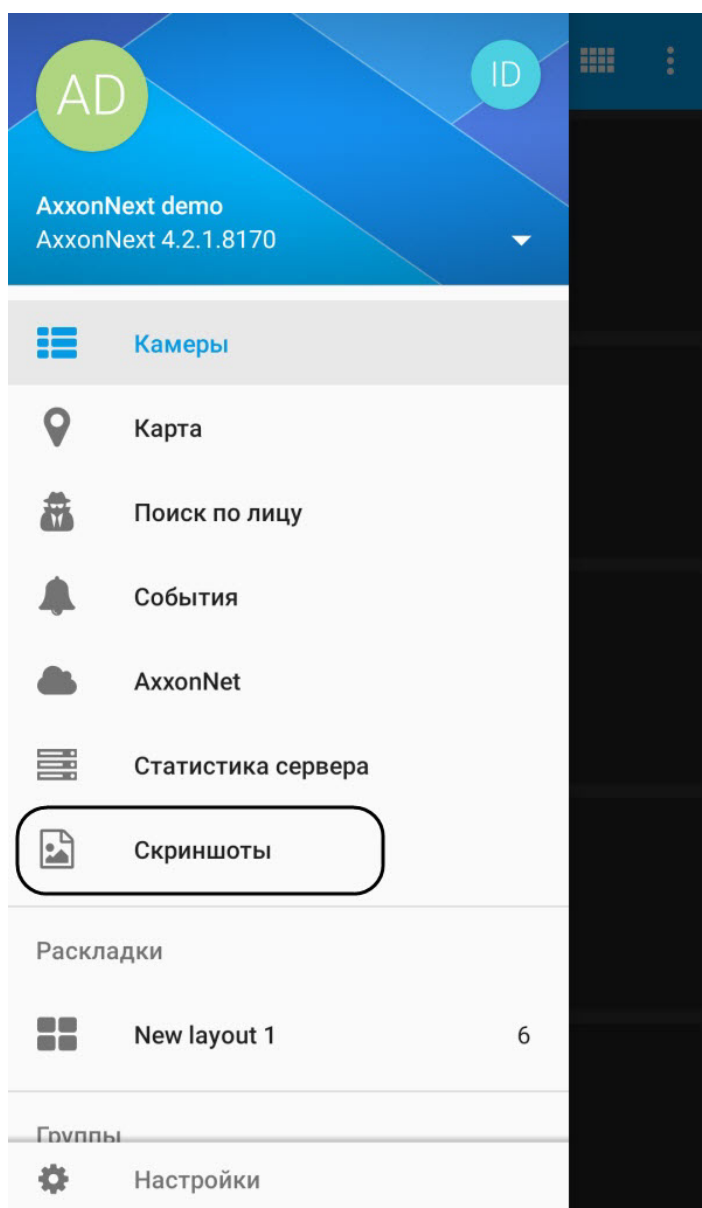 AD
ID
AxxonNext demo
AxxonNext 4.2.1.8170
Камеры
Карта
Поиск по лицу
События
AxxonNet
Статистика сервера
Скриншоты
Раскладки
New layout 1 6
Группы
Настройки